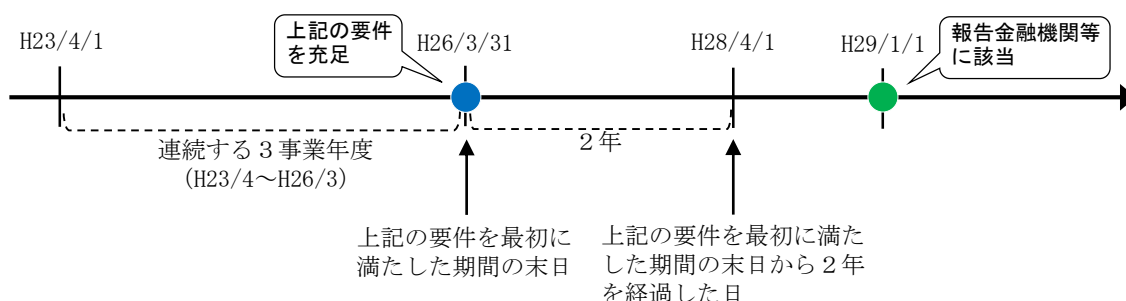 H23/4/1
上記の要件
を充足
H26/3/31
H28/4/1
H29/1/1
報告金融機関等
に該当
連続する３事業年度
(H23/4～H26/3)
２年
上記の要件を最初に
満たした期間の末日
上記の要件を最初に満た
した期間の末日から２年
を経過した日